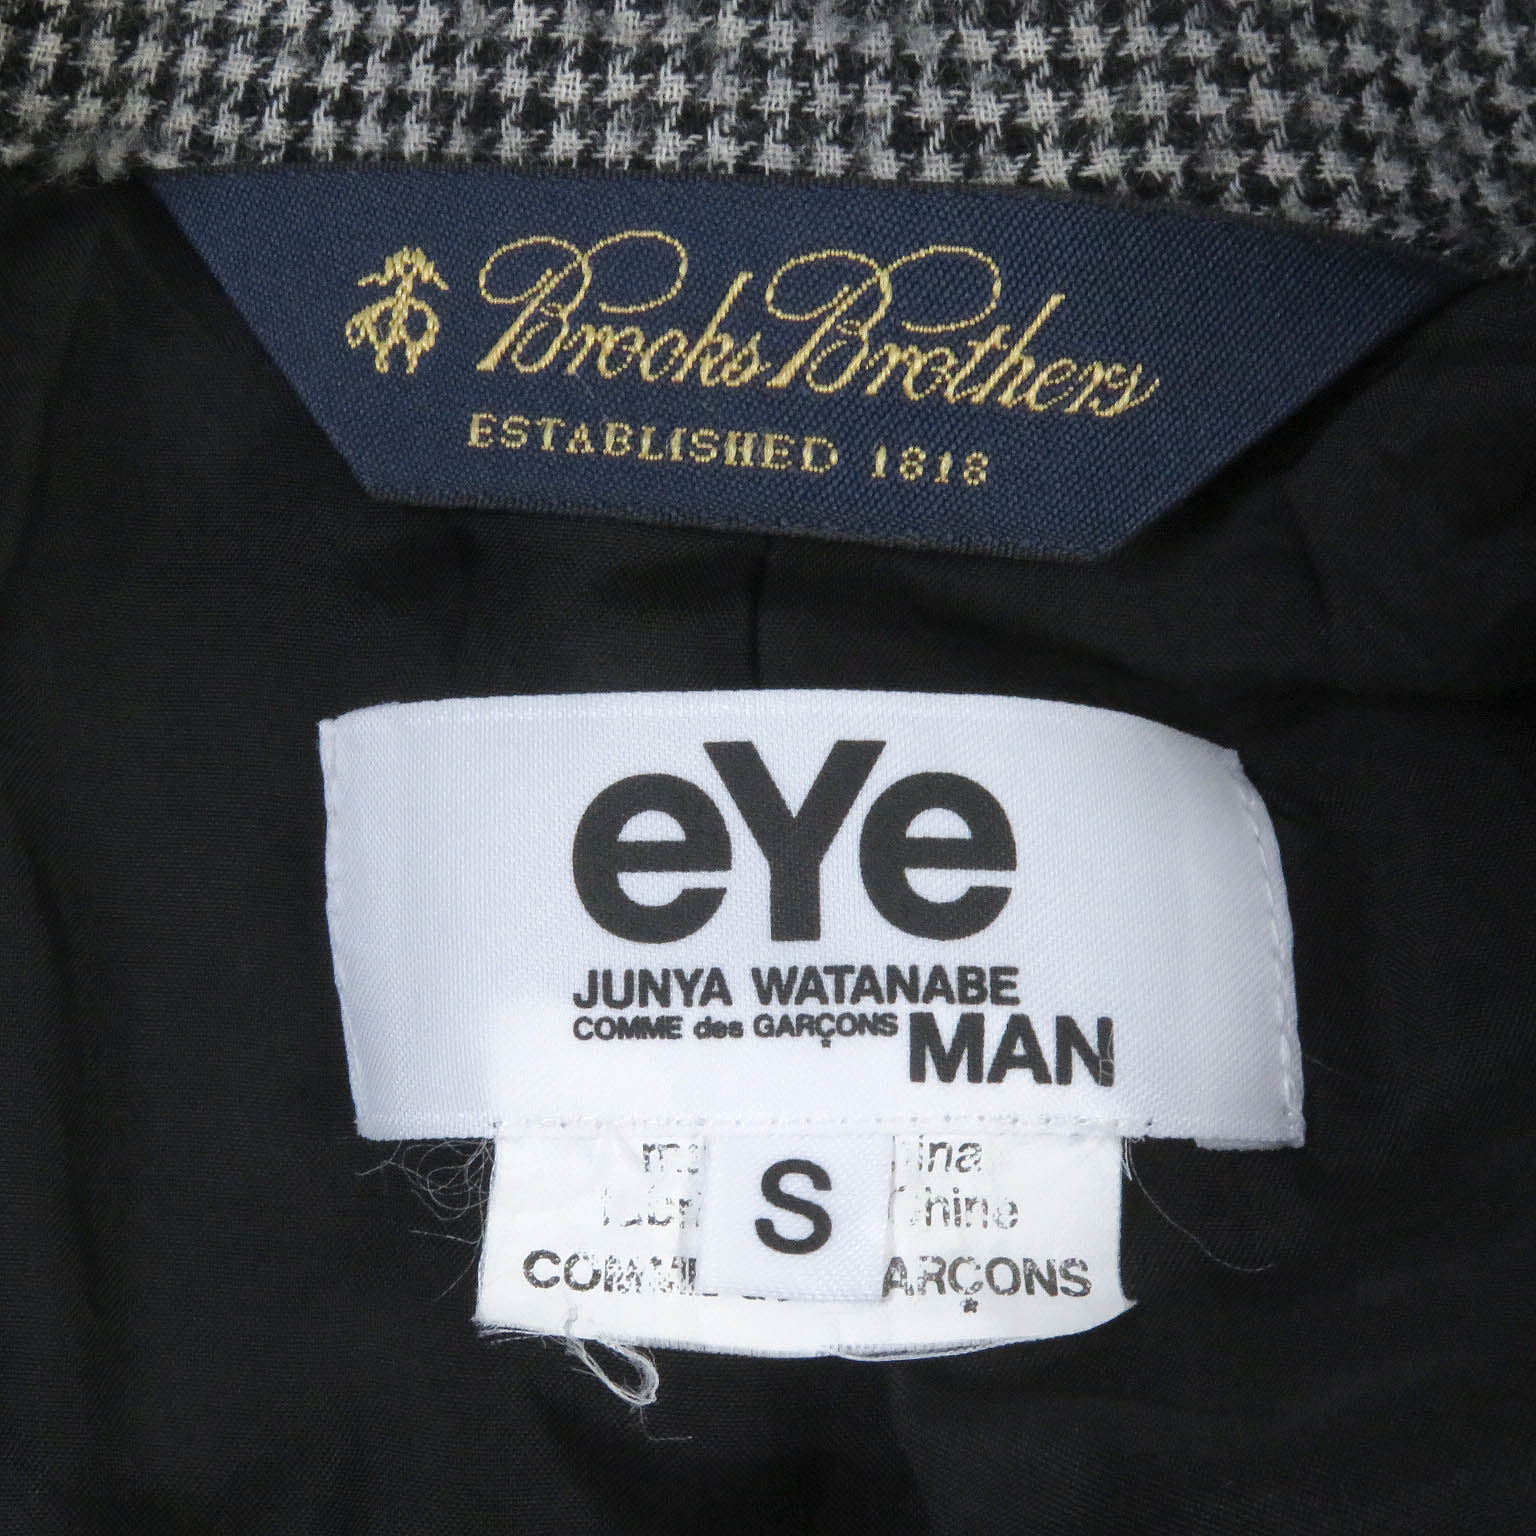 Brooks Brothers
ESTABLISHED 1818
eYe
JUNYA WATANABE
COMME des GARÇONS MAN
S